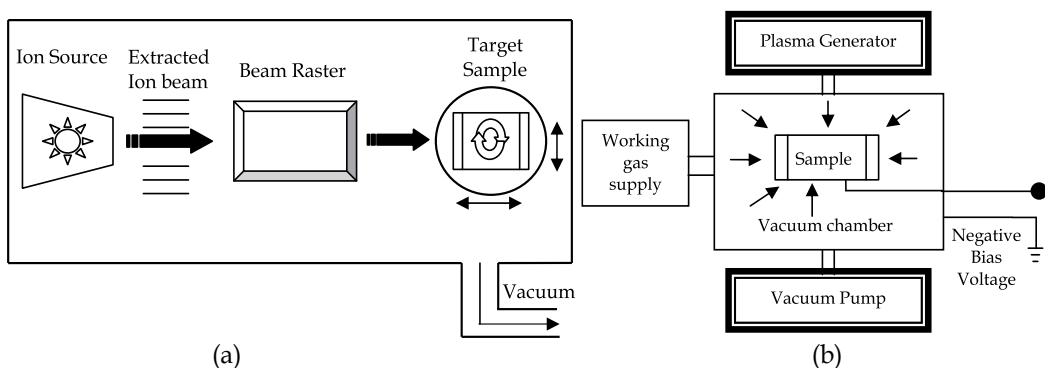 Ion Source
Extracted
Ion beam
Beam Raster
Target
Sample
Vacuum
(a)
Plasma Generator
Working
gas
supply
Sample
Vacuum chamber
Negative
Bias
Voltage
Vacuum Pump
(b)